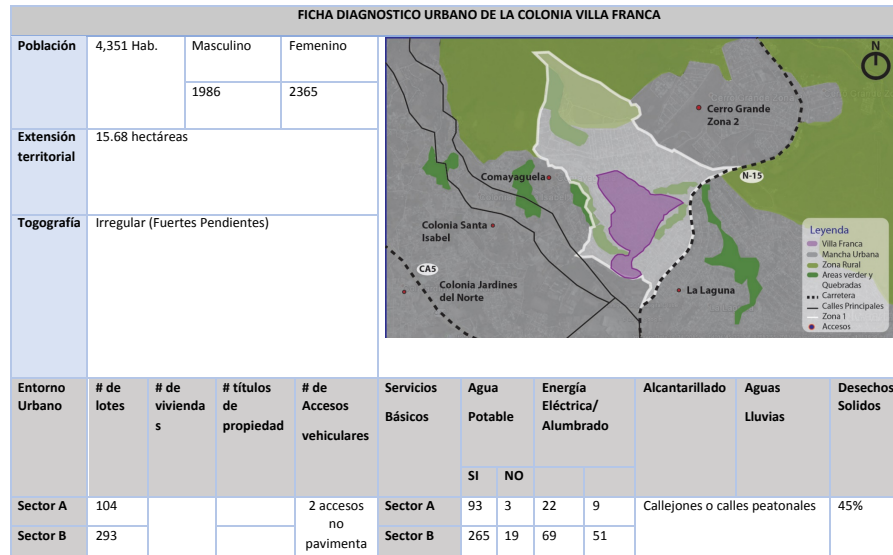 FICHA DIAGNOSTICO URBANO DE LA COLONIA VILLA FRANCA
Población
4,351 Hab.
Masculino
Femenino
1986
2365
Extensión
territorial
15.68 hectáreas
Togografía
Irregular (Fuertes Pendientes)
N
Cerro Grande
Zona 2
Comayaguela
N-15
Colonia Santa
Isabel
CA5
Colonia Jardines
del Norte
La Laguna
Leyenda
Villa Franca
Mancha Urbana
Zona Rural
Areas verder y
Quebradas
Carretera
Calles Principales
Zona 1
Accesos
Entorno
Urbano
# de
lotes
# de
vivienda
s
# títulos
de
propiedad
# de
Accesos
vehiculares
Servicios
Básicos
Agua
Potable
Energía
Eléctrica/
Alumbrado
Alcantarillado
Aguas
Lluvias
Desechos
Solidos
SI
NO
Sector A
104
2 accesos
no
pavimenta
Sector A
93
3
22
9
Callejones o calles peatonales
45%
Sector B
293
Sector B
265
19
69
51